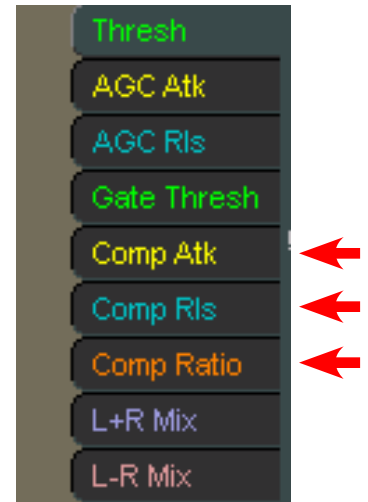 Thresh
AGC Atk
AGC Rls
Gate Thresh
Comp Atk
Comp Rls
Comp Ratio
L+R Mix
L-R Mix